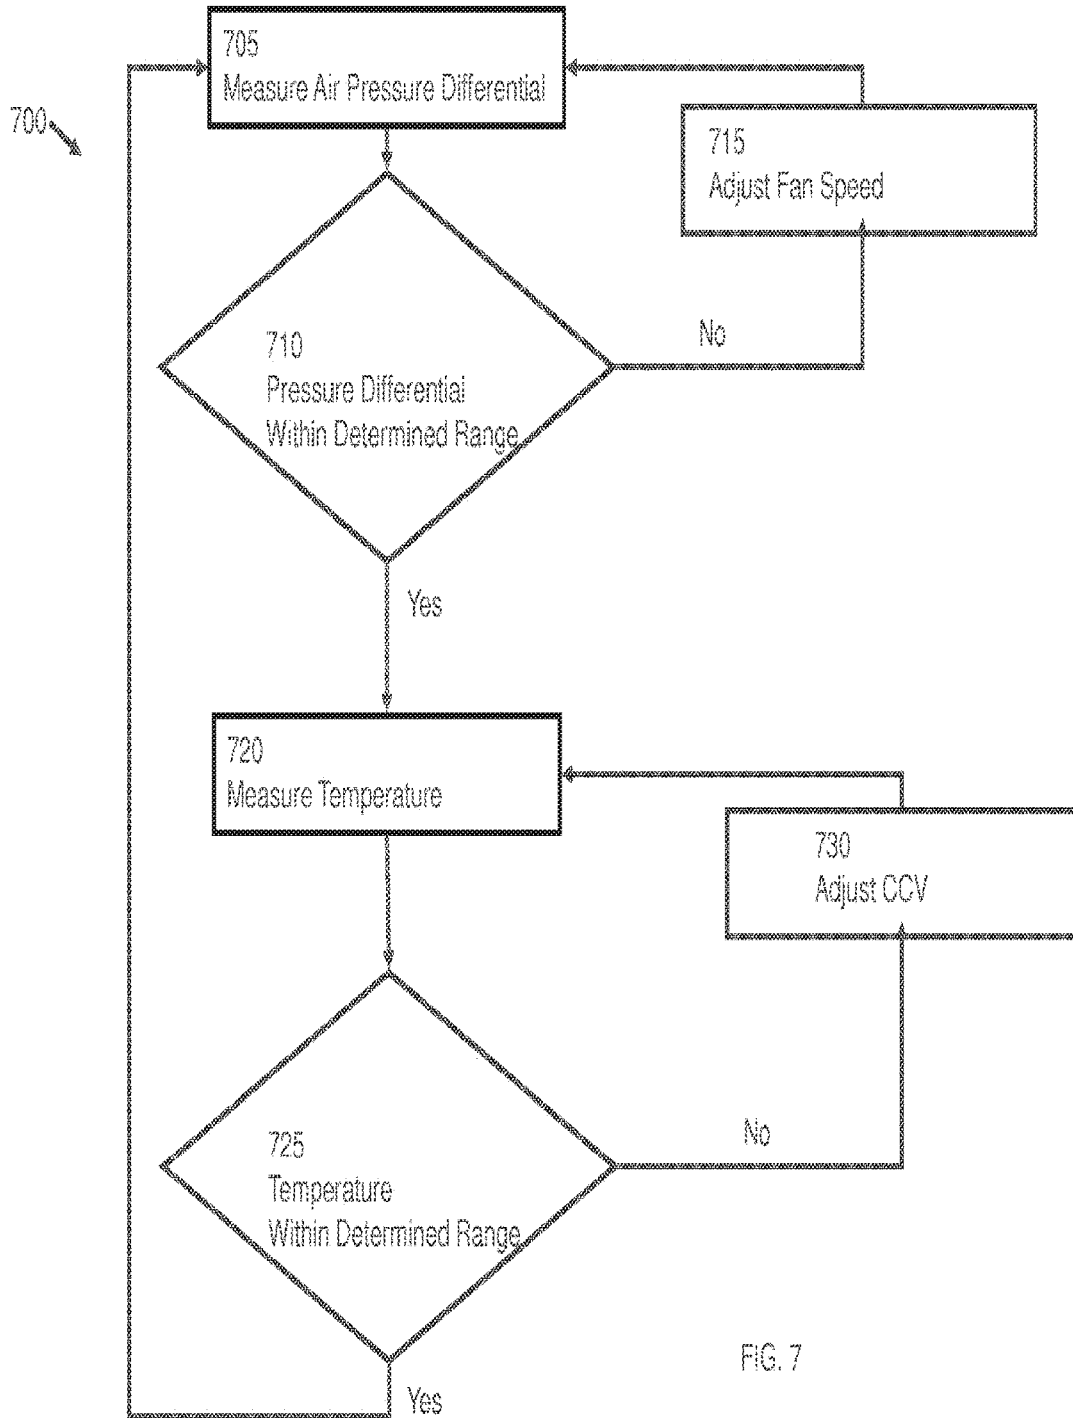 705
Measure Air Pressure Differential
700
715
Adjust Fan Speed
710
Pressure Differential
Within Determined Range
No
Yes
720
Measure Temperature
730
Adjust CCV
725
Temperature
Within Determined Range
No
Yes
FIG. 7